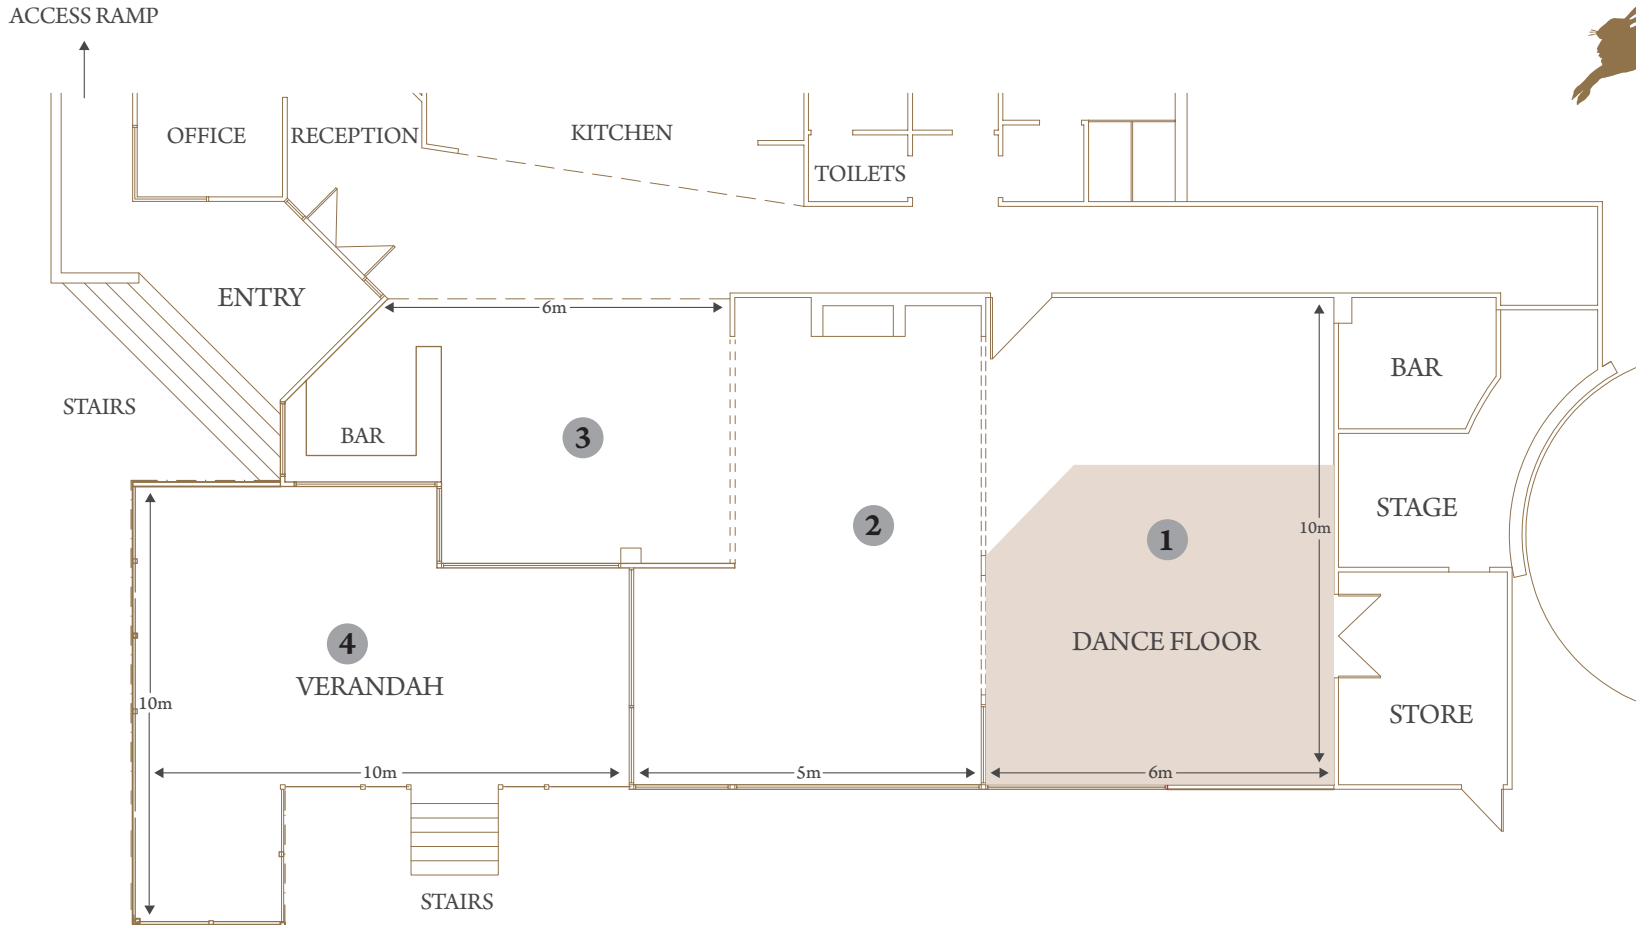 ACCESS RAMP
OFFICE
RECEPTION
KITCHEN
TOILETS
ENTRY
6m
STAIRS
BAR
3
2
1
10m
BAR
STAGE
4
VERANDAH
10m
10m
5m
DANCE FLOOR
6m
STORE
STAIRS